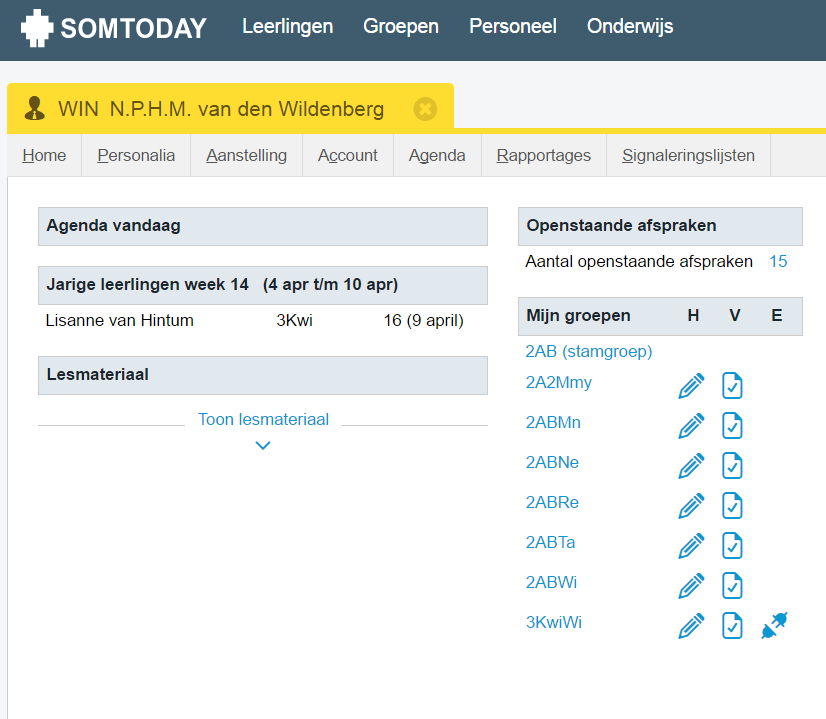 SOMTODAY Leerlingen Groepen Personeel Onderwijs
WIN N.P.H.M. van den Wildenberg
Home Personalia Aanstelling Account Agenda Rapportages Signaleringslijsten
Agenda vandaag
Jarige leerlingen week 14 (4 apr t/m 10 apr)
Lisanne van Hintum 3Kwi 16 (9 april)
Lesmateriaal
Toon lesmateriaal
Openstaande afspraken
Aantal openstaande afspraken 15
Mijn groepen H V E
2AB (stamgroep)
2A2Mmy
2ABMn
2ABNe
2ABRe
2ABTa
2ABWi
3KwiWi